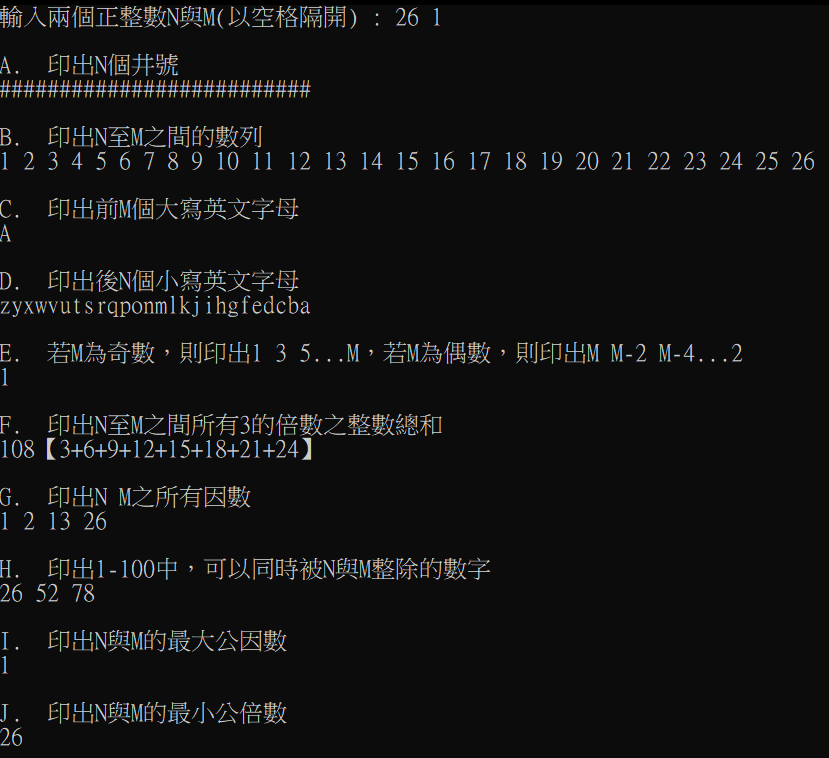 輸入兩個正整數N與M(以空格隔開) : 26 1
A.  印出N個井號
##########################
B.  印出N至M之間的數列
1 2 3 4 5 6 7 8 9 10 11 12 13 14 15 16 17 18 19 20 21 22 23 24 25 26
C.  印出前M個大寫英文字母
A
D.  印出後N個小寫英文字母
zyxwvutsrqponmlkjihgfedcba
E.  若M為奇數，則印出1 3 5...M，若M為偶數，則印出M M-2 M-4...2
1
F.  印出N至M之間所有3的倍數之整數總和
108【3+6+9+12+15+18+21+24】
G.  印出N M之所有因數
1 2 13 26
H.  印出1-100中，可以同時被N與M整除的數字
26 52 78
I.  印出N與M的最大公因數
1
J.  印出N與M的最小公倍數
26